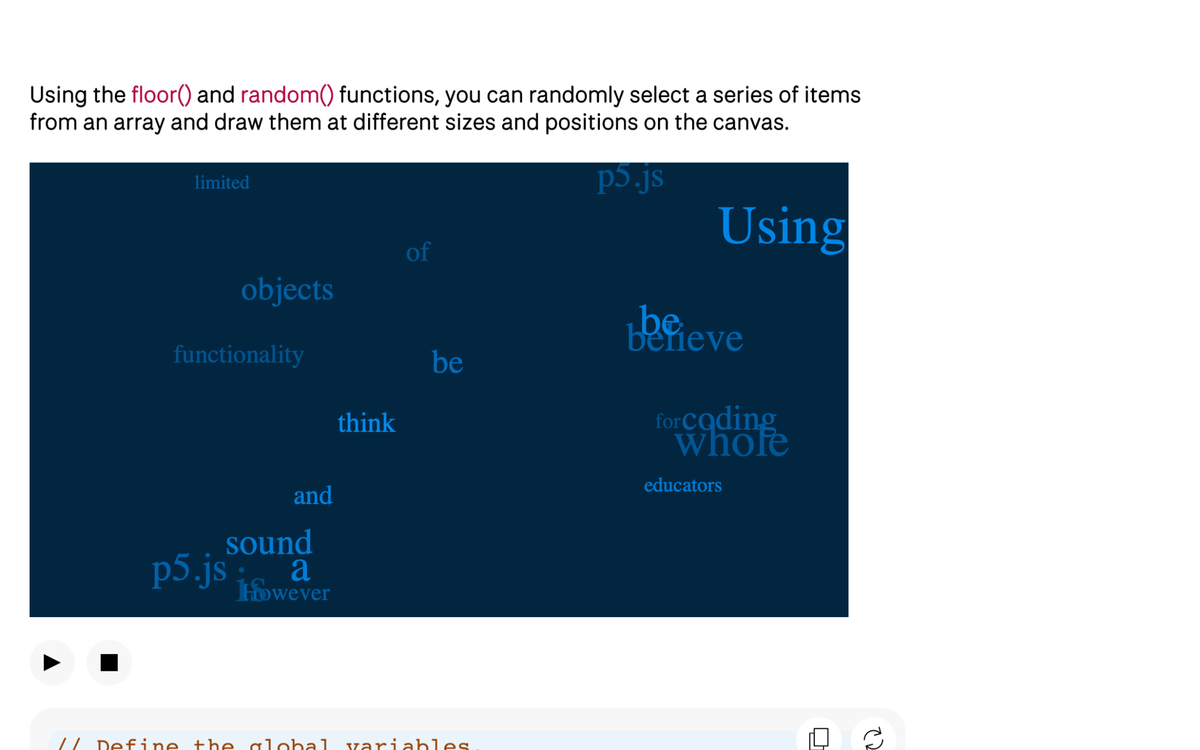 Using the floor() and random() functions, you can randomly select a series of items
from an array and draw them at different sizes and positions on the canvas.
limited
p5.js
Using
of
objects
be
believe
functionality
be
think
for coding
whole
educators
and
sound
p5.js is a
However
// Define the global variables.